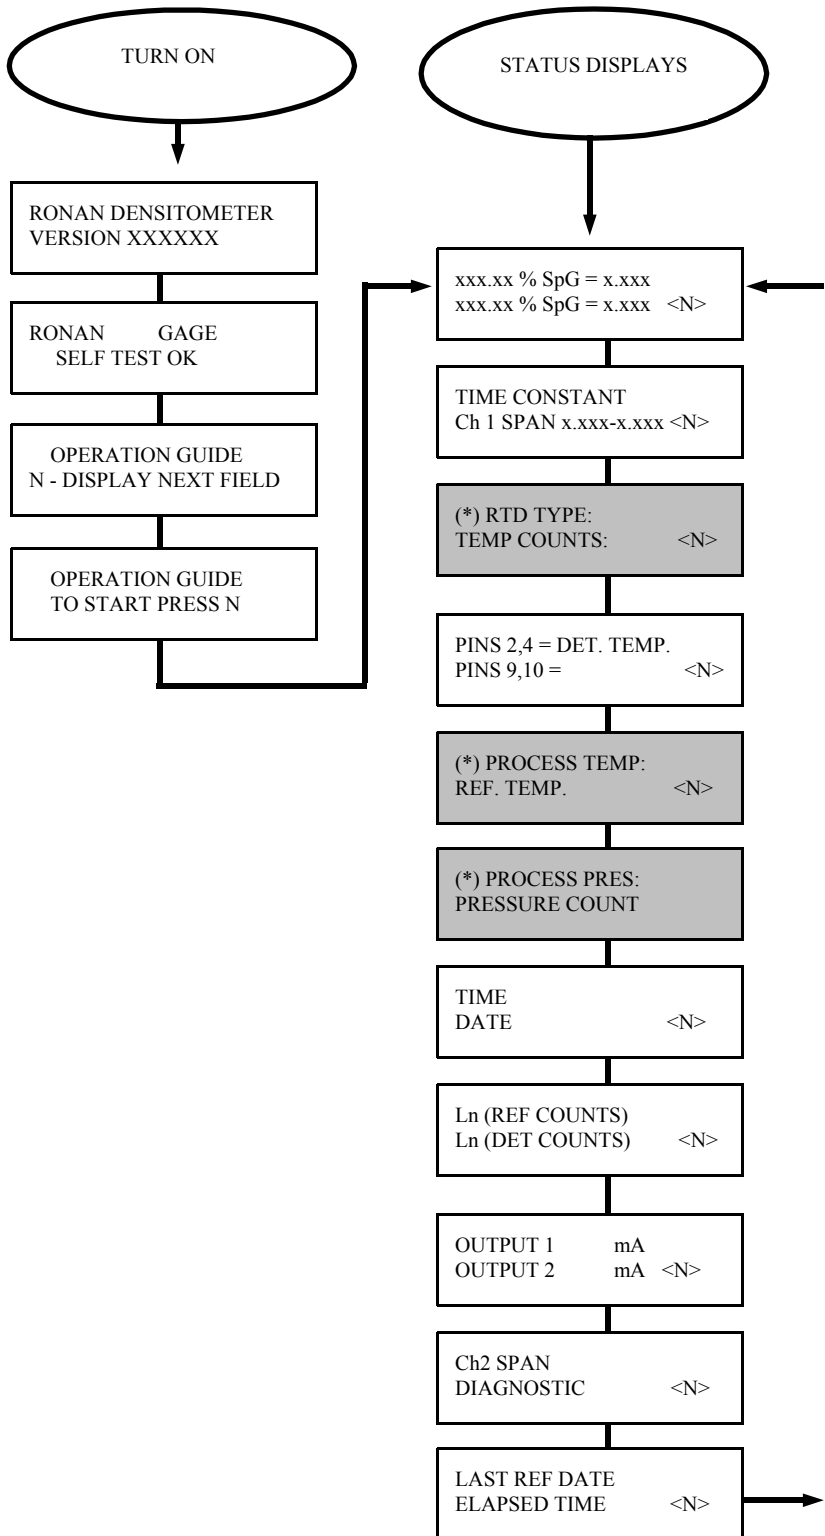 TURN ON
RONAN DENSITOMETER
VERSION XXXXXX
RONAN GAGE
SELF TEST OK
OPERATION GUIDE
N - DISPLAY NEXT FIELD
OPERATION GUIDE
TO START PRESS N
STATUS DISPLAYS
xxx.xx % SpG = x.xxx
xxx.xx % SpG = x.xxx <N>
TIME CONSTANT
Ch 1 SPAN x.xxx-x.xxx <N>
(*) RTD TYPE:
TEMP COUNTS: <N>
PINS 2,4 = DET. TEMP.
PINS 9,10 = <N>
(*) PROCESS TEMP:
REF. TEMP. <N>
(*) PROCESS PRES:
PRESSURE COUNT
TIME
DATE <N>
Ln (REF COUNTS)
Ln (DET COUNTS) <N>
OUTPUT 1 mA
OUTPUT 2 mA <N>
Ch2 SPAN
DIAGNOSTIC <N>
LAST REF DATE
ELAPSED TIME <N>